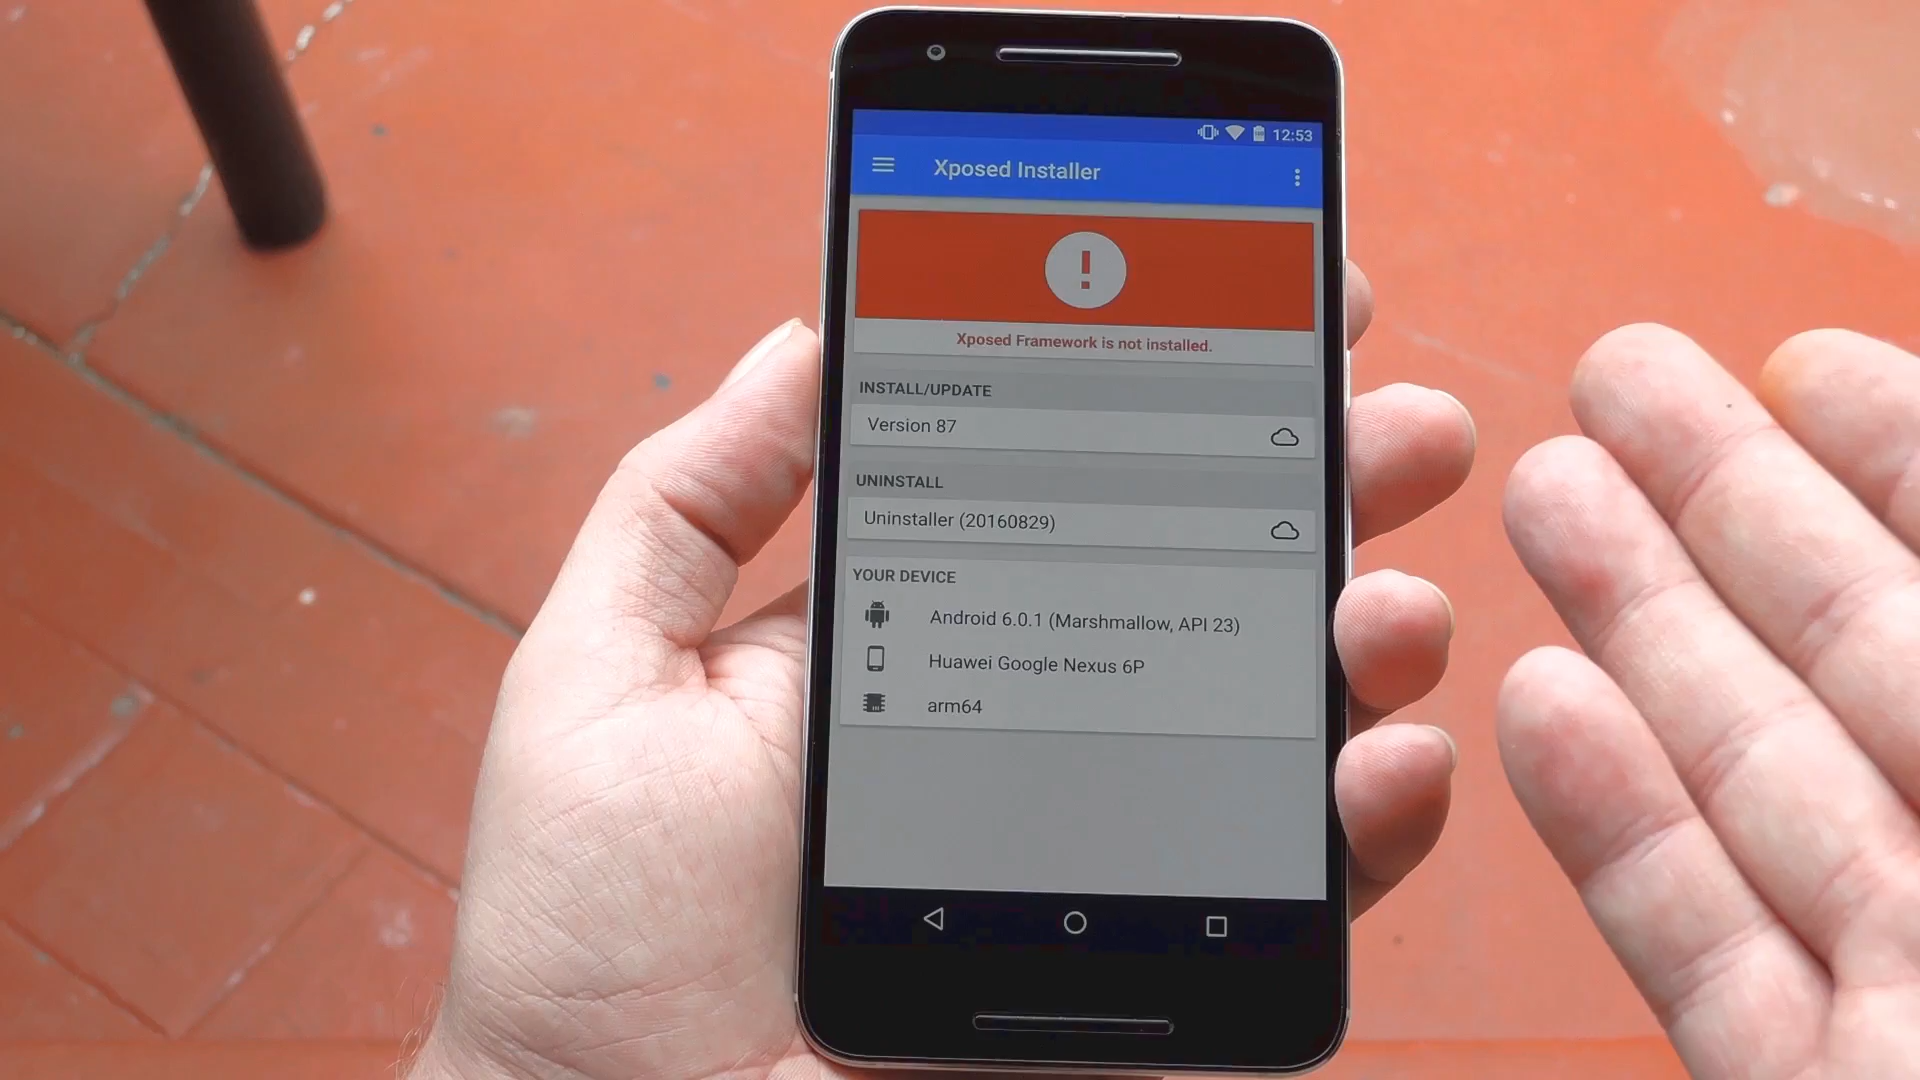 12:53
Xposed Installer
Xposed Framework is not installed.
INSTALL/UPDATE
Version 87
UNINSTALL
Uninstaller (20160829)
YOUR DEVICE
Android 6.0.1 (Marshmallow, API 23)
Huawei Google Nexus 6P
arm64